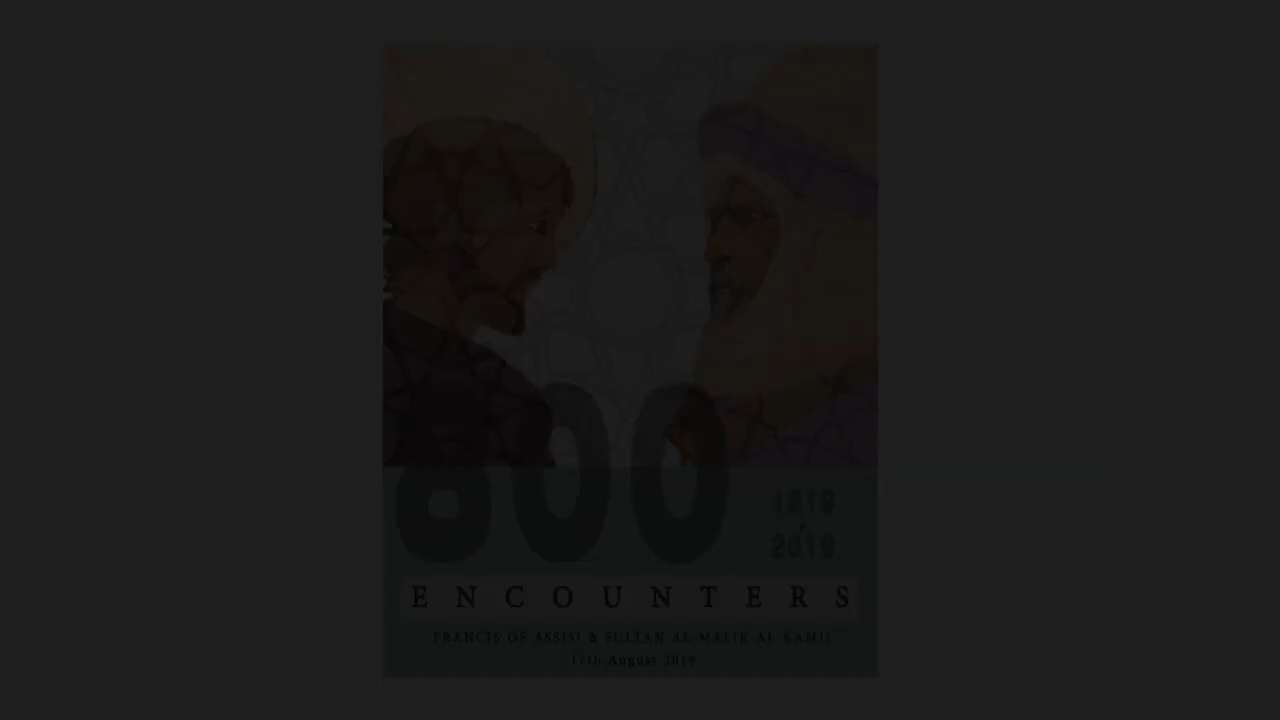 800
1219
-
2019
ENCOUNTERS
FRANCIS OF ASSISI & SULTAN AL-MALIK AL-KAMIL
17th August 2019